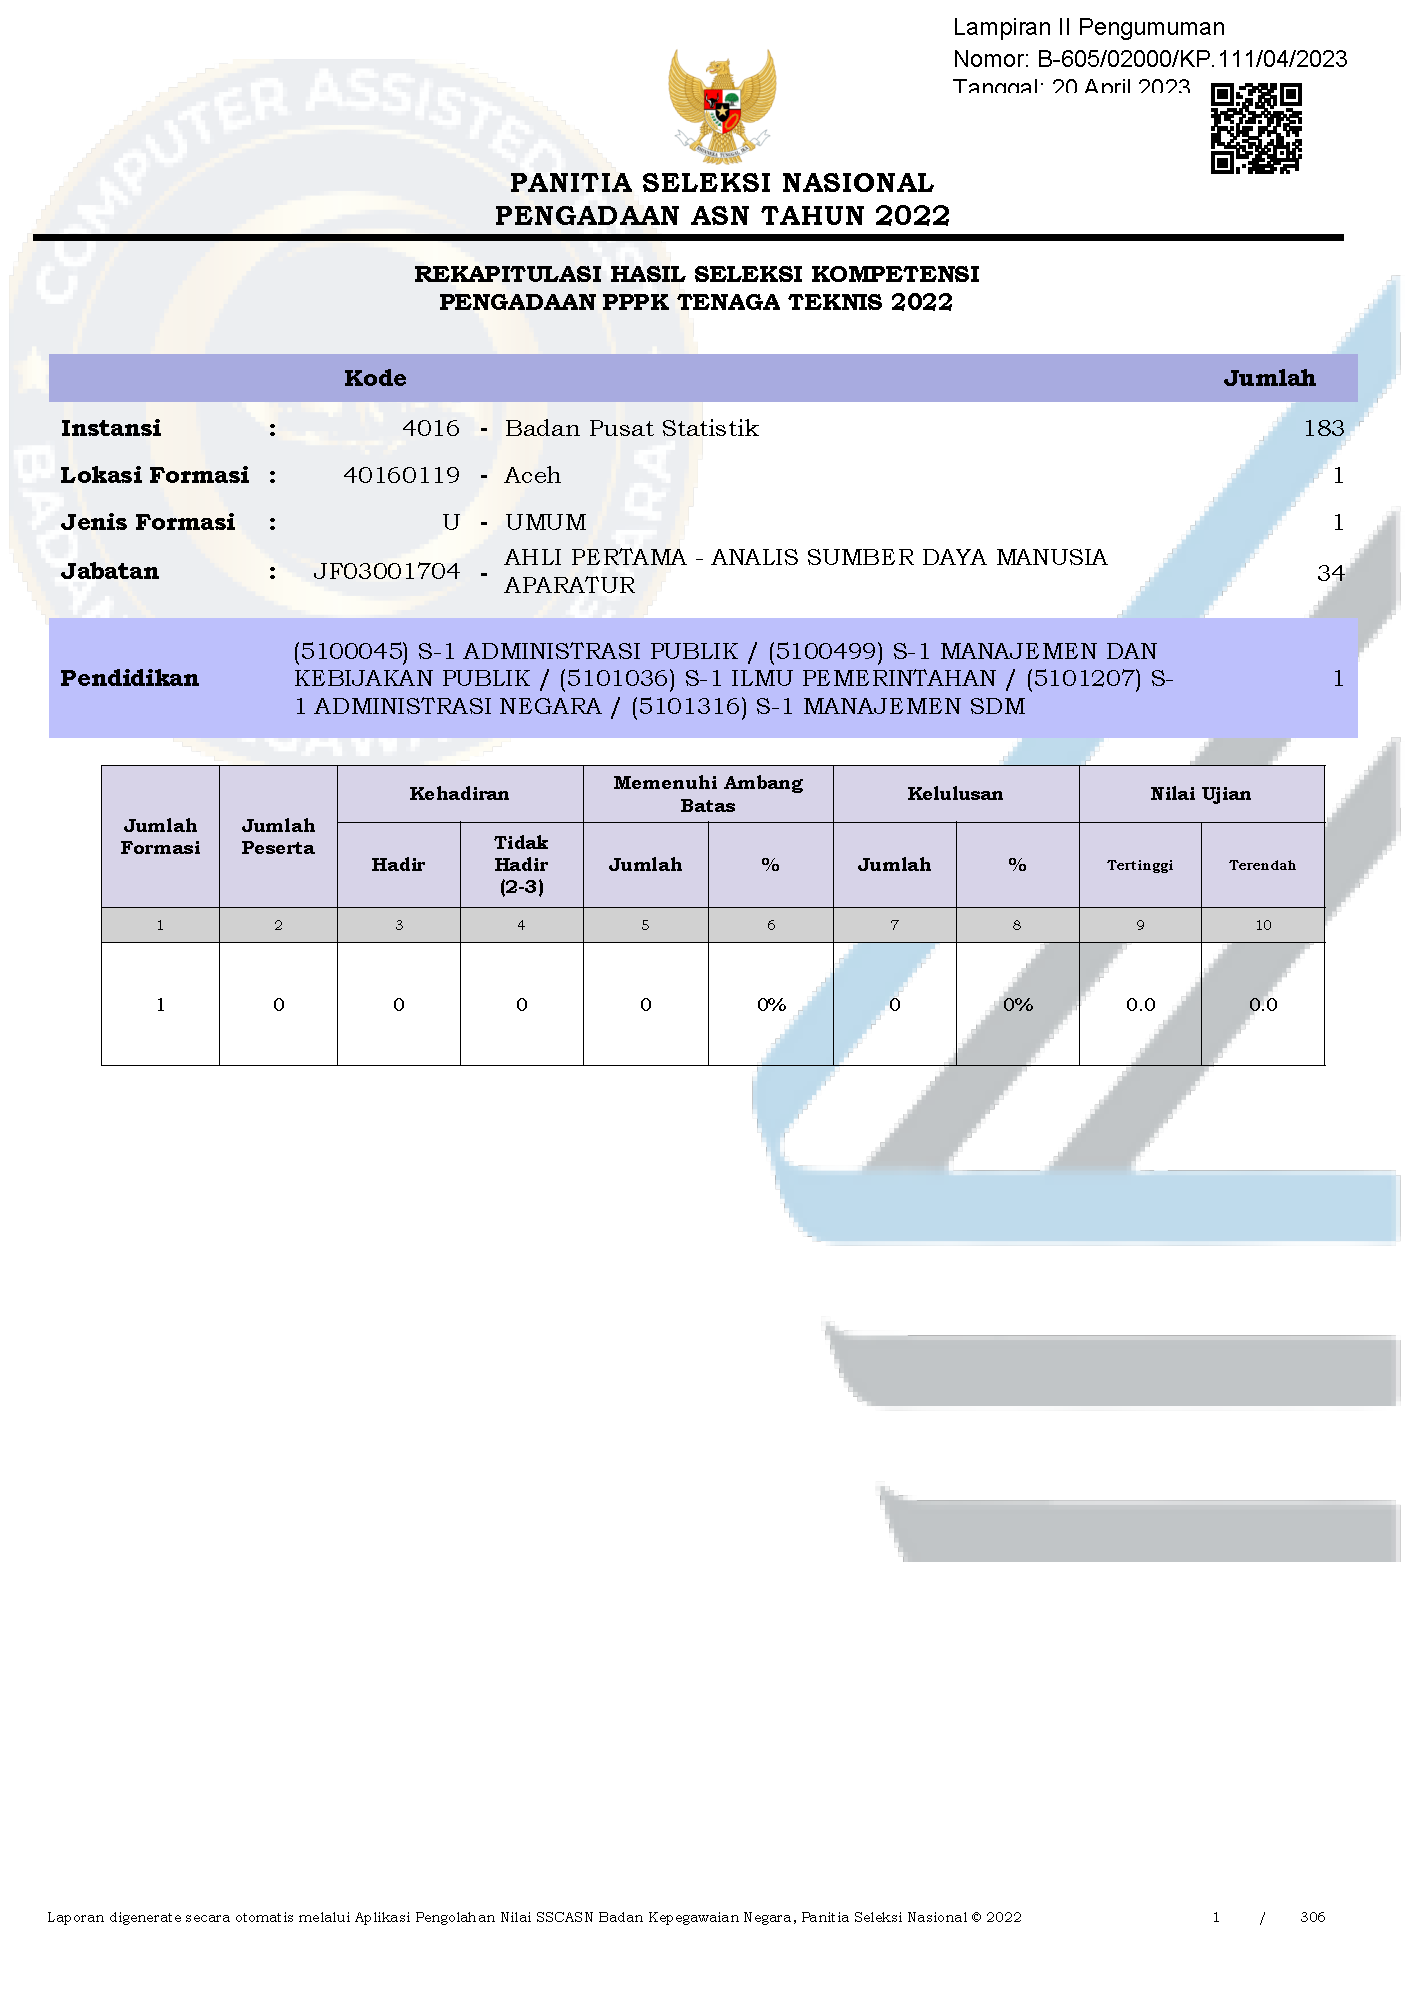 Lampiran II Pengumuman
Nomor: B-605/02000/KP.111/04/2023
Tanggal: 20 April 2023
PANITIA SELEKSI NASIONAL
PENGADAAN ASN TAHUN 2022
REKAPITULASI HASIL SELEKSI KOMPETENSI
PENGADAAN PPPK TENAGA TEKNIS 2022
Kode Jumlah
Instansi : 4016 - Badan Pusat Statistik 183
Lokasi Formasi : 40160119 - Aceh 1
Jenis Formasi : U - UMUM 1
Jabatan : JF03001704 - AHLI PERTAMA - ANALIS SUMBER DAYA MANUSIA
APARATUR 34
(5100045) S-1 ADMINISTRASI PUBLIK / (5100499) S-1 MANAJEMEN DAN
Pendidikan KEBIJAKAN PUBLIK / (5101036) S-1 ILMU PEMERINTAHAN / (5101207) S- 1
1 ADMINISTRASI NEGARA / (5101316) S-1 MANAJEMEN SDM
Jumlah
Formasi
Jumlah
Peserta
Kehadiran
Memenuhi Ambang
Batas
Kelulusan
Nilai Ujian
Hadir
Tidak
Hadir
(2-3)
Jumlah
%
Jumlah
%
Tertinggi
Terendah
1 2 3 4 5 6 7 8 9 10
1 0 0 0 0 0% 0 0% 0.0 0.0
COMPUTER ASSISTED
Laporan digenerate secara otomatis melalui Aplikasi Pengolahan Nilai SSCASN Badan Kepegawaian Negara, Panitia Seleksi Nasional © 2022 1 / 306